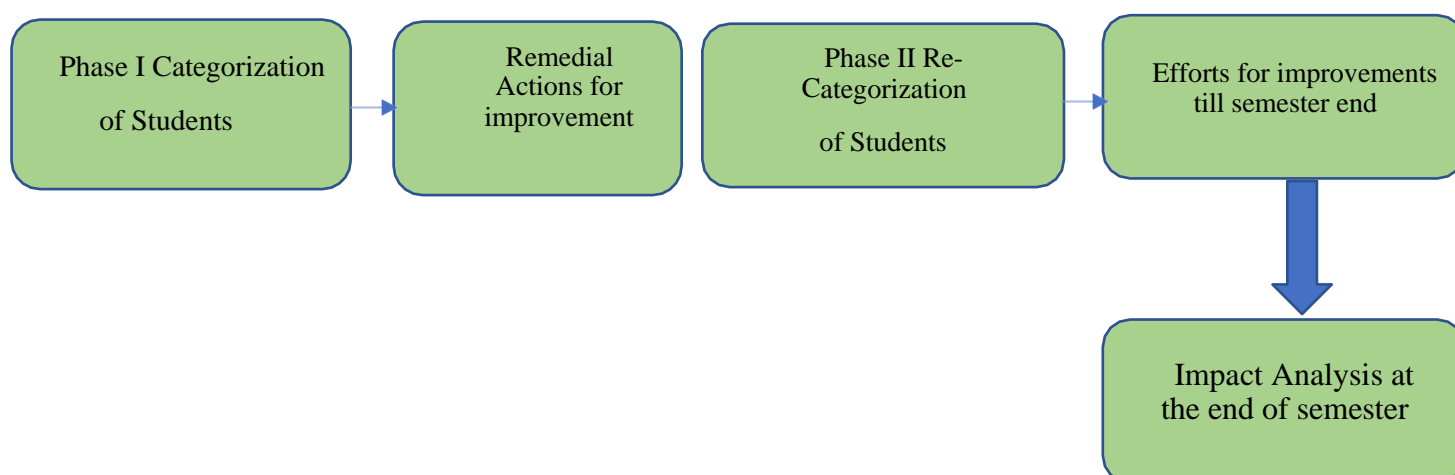 Phase I Categorization
of Students
Remedial
Actions for
improvement
Phase II Re-
Categorization
of Students
Efforts for improvements
till semester end
Impact Analysis at
the end of semester